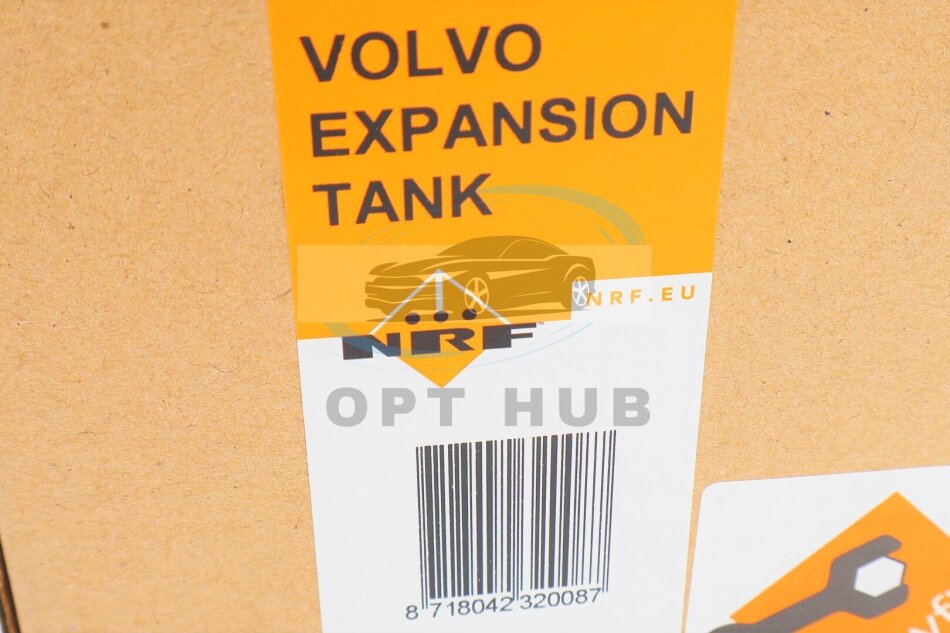 VOLVO
EXPANSION
TANK
NRF.EU
NRF
OPT HUB
8 718042 320087